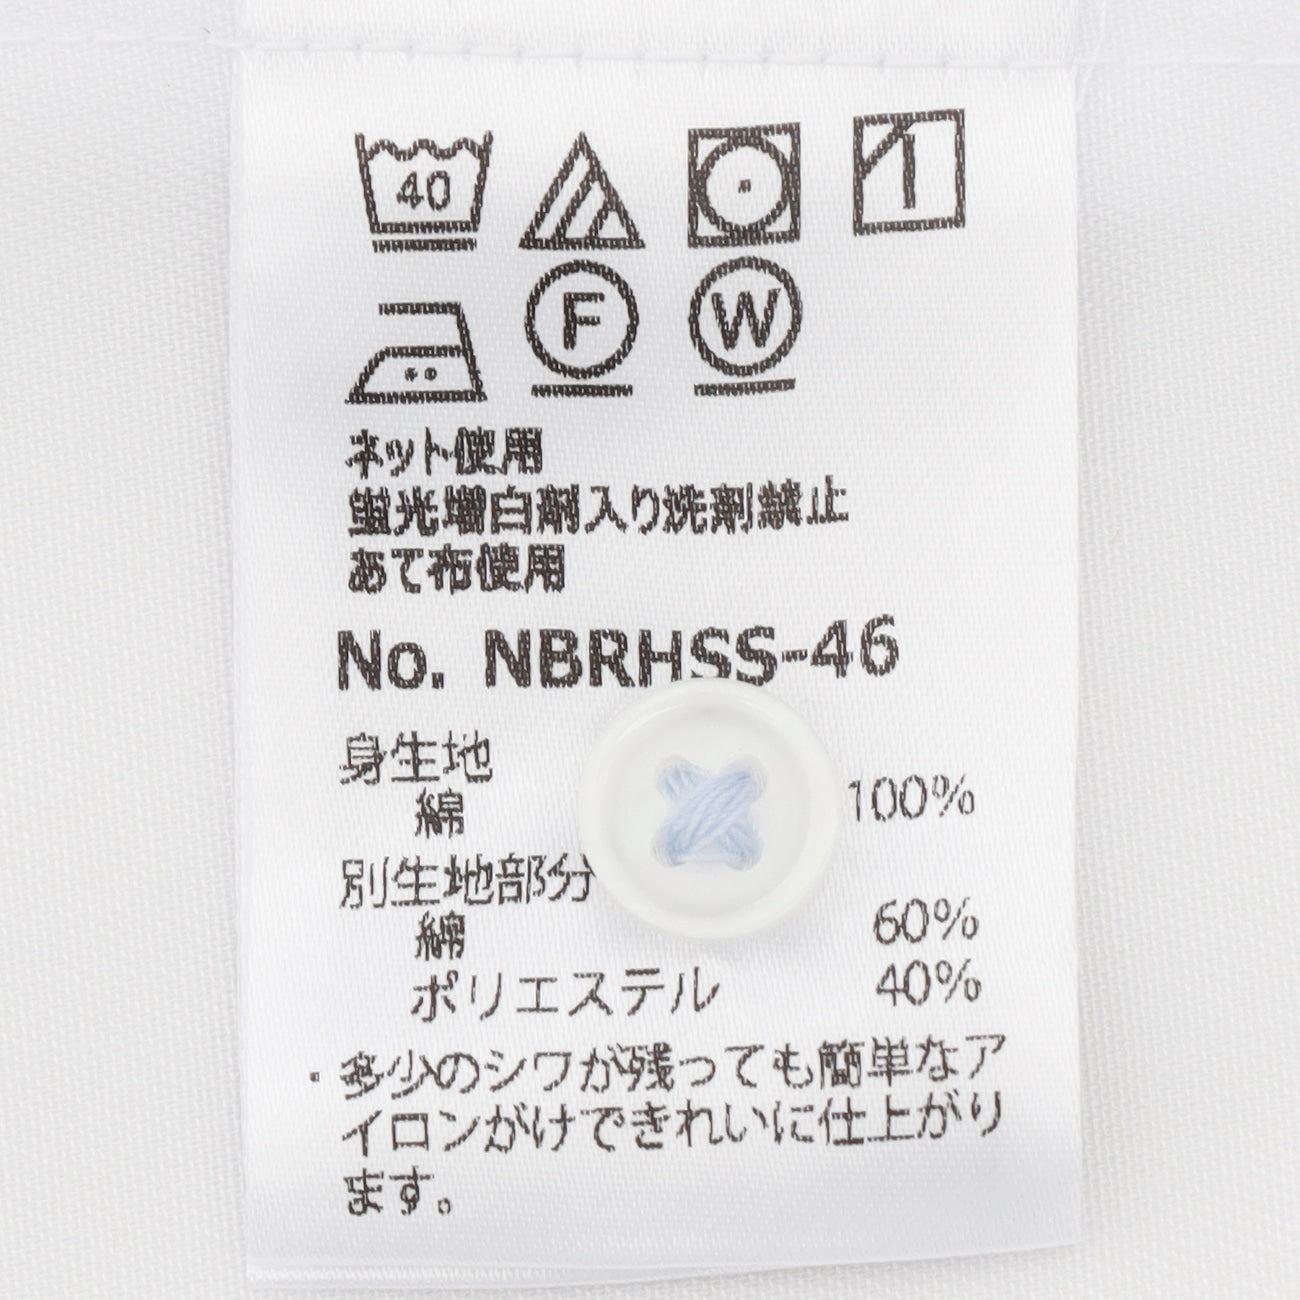 40
F W
ネット使用
蛍光増白剤入り洗剤禁止
あて布使用
No. NBRHSS-46
身生地
綿 100%
別生地部分
綿 60%
ポリエステル 40%
・多少のシワが残っても簡単なア
イロンがけできれいに仕上がり
ます。